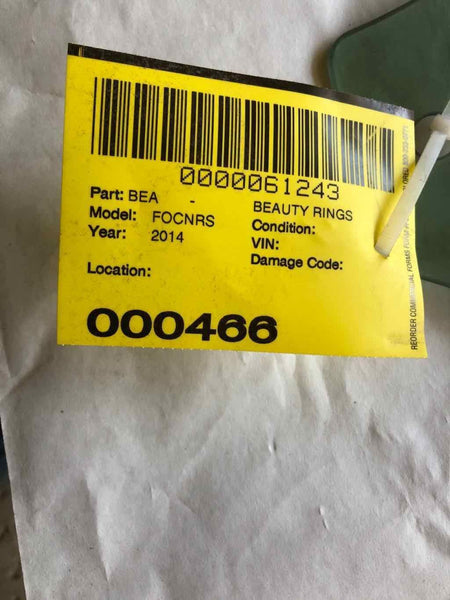 0000061243
Part: BEA - BEAUTY RINGS
Model: FOCNRS Condition:
Year: 2014 VIN:
Damage Code:
Location:
000466
REORDER COMMERCIAL FORMS